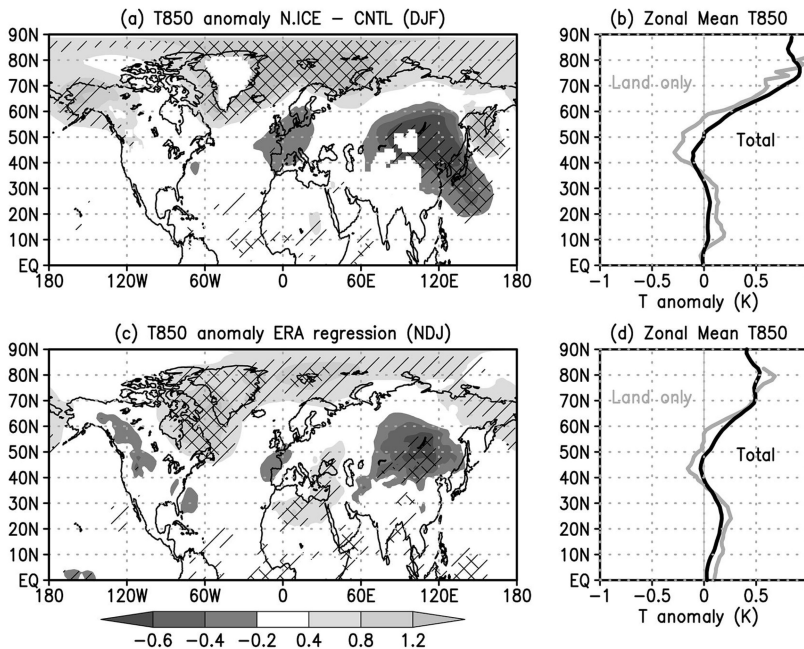 (a) T850 anomaly N.ICE − CNTL (DJF)
90N
80N
70N
60N
50N
40N
30N
20N
10N
EQ
180 120W 60W 0 60E 120E 180
(b) Zonal Mean T850
90N
80N
70N
60N
50N
40N
30N
20N
10N
EQ
Land only
Total
−1 −0.5 0 0.5
T anomaly (K)
(c) T850 anomaly ERA regression (NDJ)
90N
80N
70N
60N
50N
40N
30N
20N
10N
EQ
180 120W 60W 0 60E 120E 180
−0.6 −0.4 −0.2 0.4 0.8 1.2
(d) Zonal Mean T850
90N
80N
70N
60N
50N
40N
30N
20N
10N
EQ
Land only
Total
−1 −0.5 0 0.5
T anomaly (K)